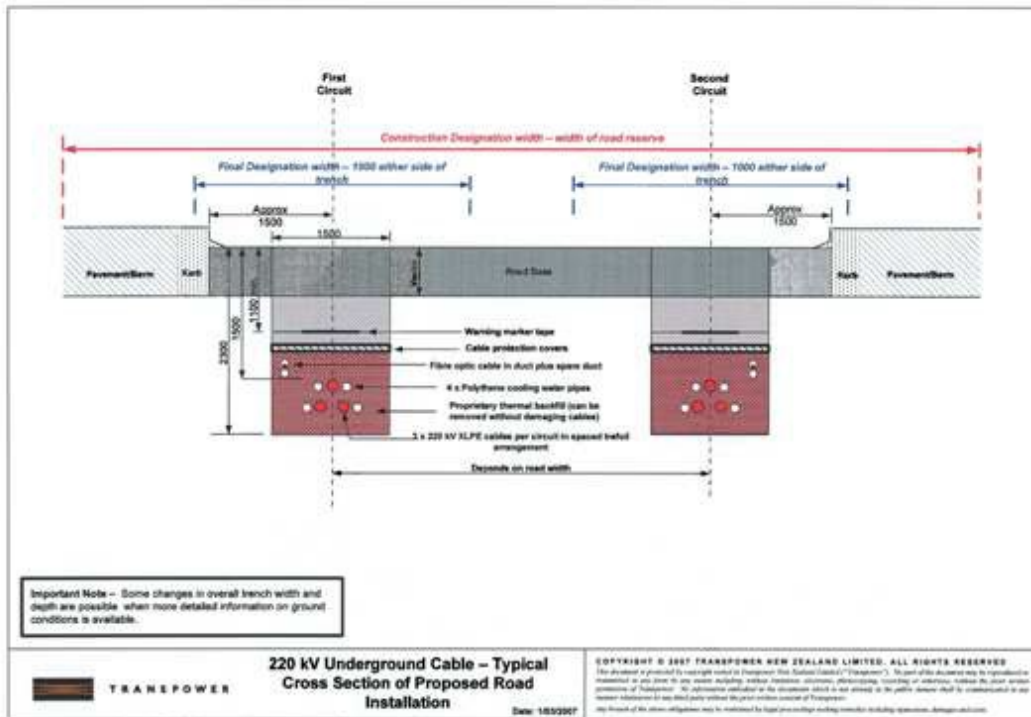 First
Circuit
Second
Circuit
Construction Designation width – width of road reserve
Final Designation width – 1000 either side of
trench
Final Designation width – 1000 either side of
trench
Approx
1500
Approx
1500
1500
Pavement/Berm
Kerb
Road Base
Kerb
Pavement/Berm
1100
1500
2300
Warning marker tape
Cable protection covers
Fibre optic cable in duct plus spare duct
4 x Polythene cooling water pipes
Proprietary thermal backfill (can be
removed without damaging cables)
3 x 220 kV XLPE cables per circuit in spaced trefoil
arrangement
Depends on road width
Important Note – Some changes in overall trench width and
depth are possible when more detailed information on ground
conditions is available.
TRANSPOWER
220 kV Underground Cable – Typical
Cross Section of Proposed Road
Installation
Date: 1/03/2007
COPYRIGHT © 2007 TRANSPOWER NEW ZEALAND LIMITED. ALL RIGHTS RESERVED